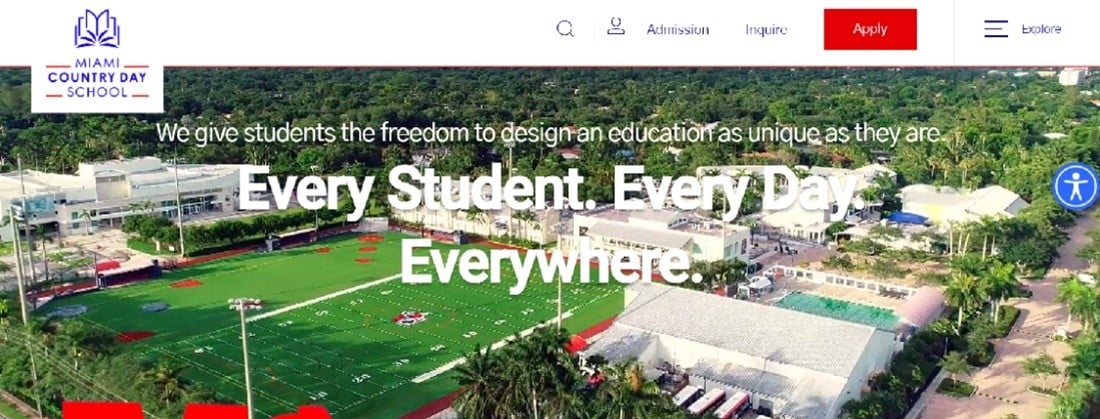 MIAMI
COUNTRY DAY
SCHOOL
Admission
Inquire
Apply
Explore
We give students the freedom to design an education as unique as they are.
Every Student. Every Day.
Everywhere.